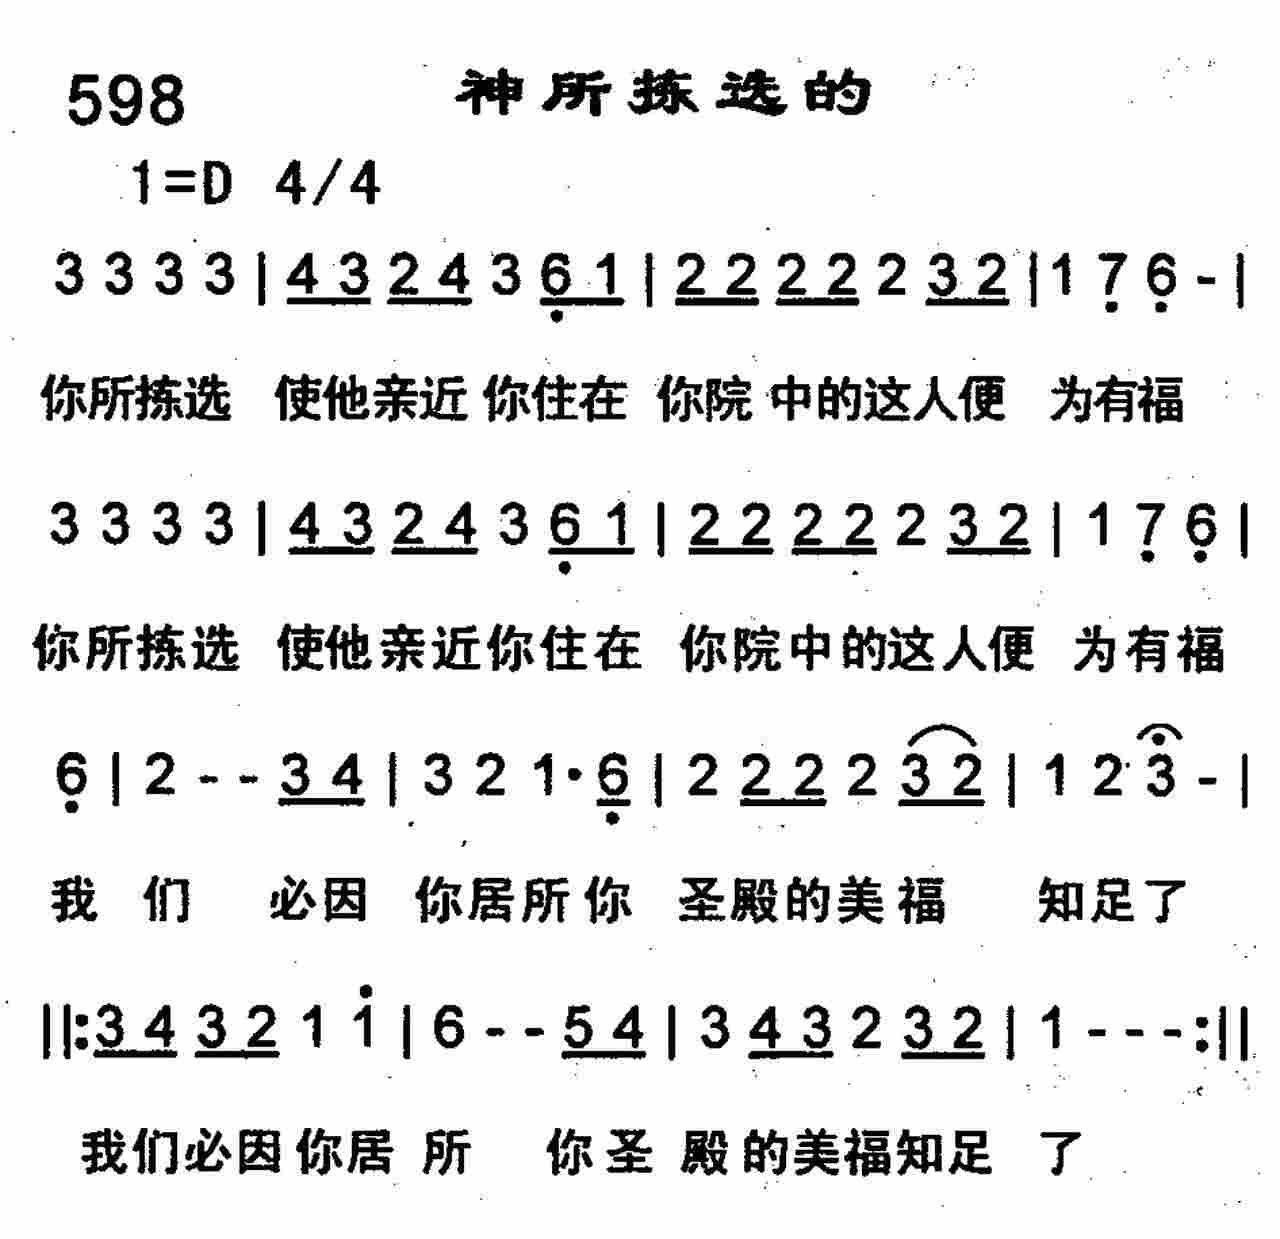 598 神所拣选的
1=D 4/4
3 3 3 3 | 4 3 2 4 3 6̣ 1 | 2 2 2 2 2 3 2 | 1 7̣ 6̣ - |
你所拣选 使他亲近你住在 你院中的这人便 为有福
3 3 3 3 | 4 3 2 4 3 6̣ 1 | 2 2 2 2 2 3 2 | 1 7̣ 6̣ |
你所拣选 使他亲近你住在 你院中的这人便 为有福
6̣ | 2 - - 3 4 | 3 2 1· 6̣ | 2 2 2 2 3 2 | 1 2 3 - |
我 们 必因 你居所你 圣殿的美福 知足了
||: 3 4 3 2 1 1̇ | 6 - - 5 4 | 3 4 3 2 3 2 | 1 - - - :||
我们必因你居 所 你圣 殿的美福知足 了